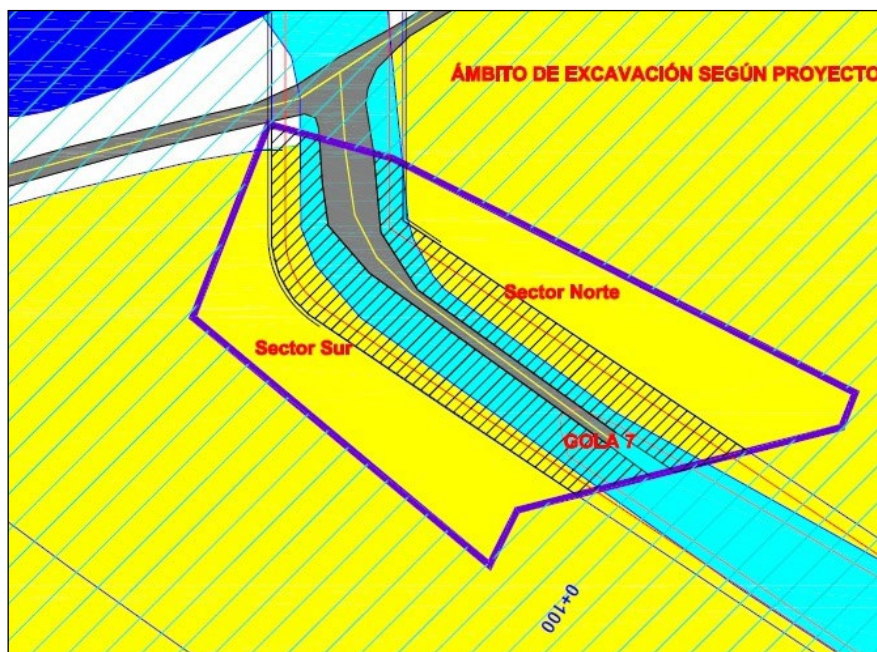 ÁMBITO DE EXCAVACIÓN SEGÚN PROYECTO
Sector Norte
Sector Sur
GOLA 7
0+100